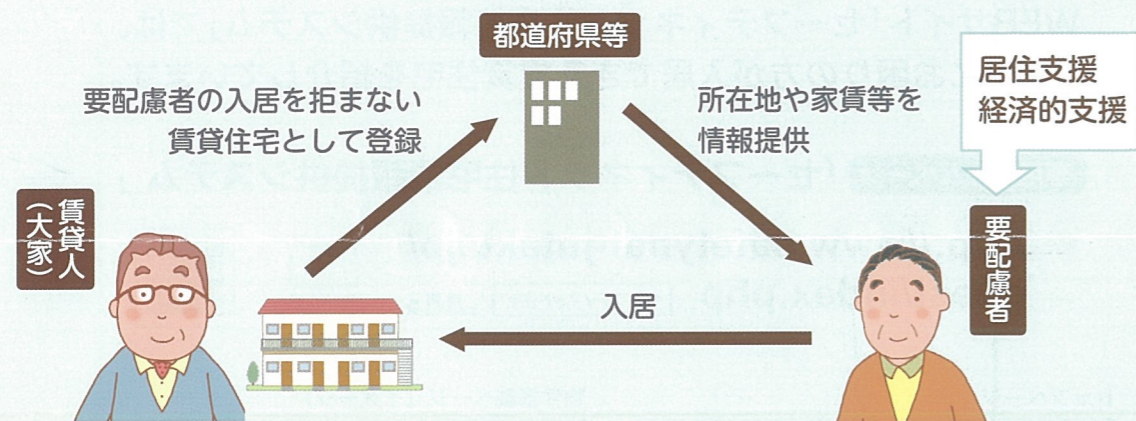 都道府県等
要配慮者の入居を拒まない
賃貸住宅として登録
所在地や家賃等を
情報提供
居住支援
経済的支援
賃貸人
（大家）
要配慮者
入居